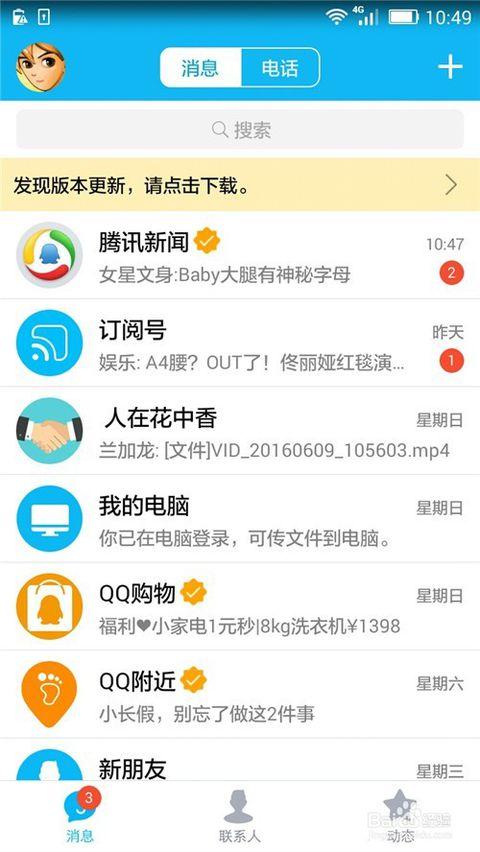 4G 10:49
消息 电话
搜索
发现版本更新，请点击下载。
腾讯新闻 10:47
女星文身:Baby大腿有神秘字母 2
订阅号 昨天
娱乐: A4腰？OUT了！佟丽娅红毯演... 1
人在花中香 星期日
兰加龙: [文件]VID_20160609_105603.mp4
我的电脑 星期日
你已在电脑登录，可传文件到电脑。
QQ购物 星期日
福利♥小家电1元秒|8kg洗衣机¥1398
QQ附近 星期六
小长假，别忘了做这2件事
新朋友 星期三
3
消息 联系人 动态
Baidu经验